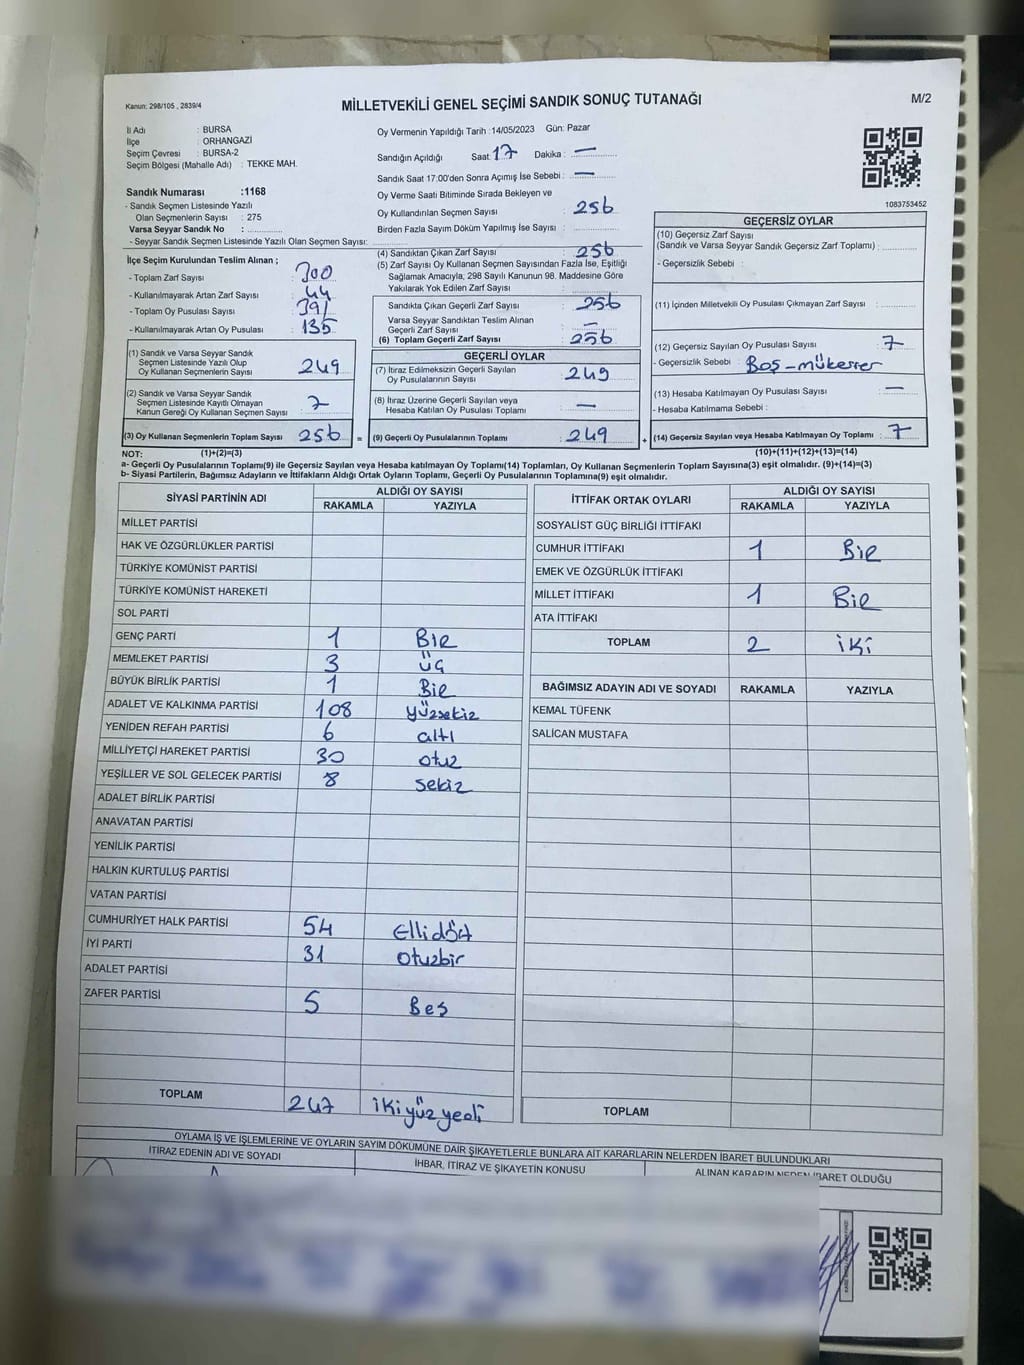 Kanun: 298/105 , 2839/4
MİLLETVEKİLİ GENEL SEÇİMİ SANDIK SONUÇ TUTANAĞI
M/2
İl Adı : BURSA
İlçe : ORHANGAZİ
Seçim Çevresi : BURSA-2
Seçim Bölgesi (Mahalle Adı) : TEKKE MAH.
Sandık Numarası :1168
- Sandık Seçmen Listesinde Yazılı
Olan Seçmenlerin Sayısı : 275
Varsa Seyyar Sandık No :
- Seyyar Sandık Seçmen Listesinde Yazılı Olan Seçmen Sayısı:
İlçe Seçim Kurulundan Teslim Alınan ;
- Toplam Zarf Sayısı : 300
- Kullanılmayarak Artan Zarf Sayısı : 44
- Toplam Oy Pusulası Sayısı : 391
- Kullanılmayarak Artan Oy Pusulası : 135
(1) Sandık ve Varsa Seyyar Sandık
Seçmen Listesinde Yazılı Olup
Oy Kullanan Seçmenlerin Sayısı : 249
(2) Sandık ve Varsa Seyyar Sandık
Seçmen Listesinde Kayıtlı Olmayan
Kanun Gereği Oy Kullanan Seçmen Sayısı : 7
(3) Oy Kullanan Seçmenlerin Toplam Sayısı : 256 =
Oy Vermenin Yapıldığı Tarih :14/05/2023 Gün: Pazar
Sandığın Açıldığı Saat: 17 Dakika : —
Sandık Saat 17:00'den Sonra Açımış İse Sebebi : —
Oy Verme Saati Bitiminde Sırada Bekleyen ve
Oy Kullandırılan Seçmen Sayısı : 256
Birden Fazla Sayım Döküm Yapılmış İse Sayısı :
(4) Sandıktan Çıkan Zarf Sayısı : 256
(5) Zarf Sayısı Oy Kullanan Seçmen Sayısından Fazla İse, Eşitliği
Sağlamak Amacıyla, 298 Sayılı Kanunun 98. Maddesine Göre
Yakılarak Yok Edilen Zarf Sayısı :
Sandıkta Çıkan Geçerli Zarf Sayısı : 256
Varsa Seyyar Sandıktan Teslim Alınan
Geçerli Zarf Sayısı : —
(6) Toplam Geçerli Zarf Sayısı : 256
GEÇERLİ OYLAR
(7) İtiraz Edilmeksizin Geçerli Sayılan
Oy Pusulalarının Sayısı : 249
(8) İtiraz Üzerine Geçerli Sayılan veya
Hesaba Katılan Oy Pusulası Toplamı : —
(9) Geçerli Oy Pusulalarının Toplamı : 249 +
1083753452
GEÇERSİZ OYLAR
(10) Geçersiz Zarf Sayısı
(Sandık ve Varsa Seyyar Sandık Geçersiz Zarf Toplamı) :
- Geçersizlik Sebebi :
(11) İçinden Milletvekili Oy Pusulası Çıkmayan Zarf Sayısı :
(12) Geçersiz Sayılan Oy Pusulası Sayısı : 7
- Geçersizlik Sebebi : Boş-mükerrer
(13) Hesaba Katılmayan Oy Pusulası Sayısı : —
- Hesaba Katılmama Sebebi :
(14) Geçersiz Sayılan veya Hesaba Katılmayan Oy Toplamı : 7
NOT: (1)+(2)=(3)
(10)+(11)+(12)+(13)=(14)
a- Geçerli Oy Pusulalarının Toplamı(9) ile Geçersiz Sayılan veya Hesaba katılmayan Oy Toplamı(14) Toplamları, Oy Kullanan Seçmenlerin Toplam Sayısına(3) eşit olmalıdır. (9)+(14)=(3)
b- Siyasi Partilerin, Bağımsız Adayların ve İttifakların Aldığı Oyların Toplamı, Geçerli Oy Pusulalarının Toplamına(9) eşit olmalıdır.
SİYASİ PARTİNİN ADI ALDIĞI OY SAYISI
RAKAMLA YAZIYLA
MİLLET PARTİSİ
HAK VE ÖZGÜRLÜKLER PARTİSİ
TÜRKİYE KOMÜNİST PARTİSİ
TÜRKİYE KOMÜNİST HAREKETİ
SOL PARTİ
GENÇ PARTİ 1 Bir
MEMLEKET PARTİSİ 3 üç
BÜYÜK BİRLİK PARTİSİ 1 Bir
ADALET VE KALKINMA PARTİSİ 108 yüzsekiz
YENİDEN REFAH PARTİSİ 6 altı
MİLLİYETÇİ HAREKET PARTİSİ 30 otuz
YEŞİLLER VE SOL GELECEK PARTİSİ 8 sekiz
ADALET BİRLİK PARTİSİ
ANAVATAN PARTİSİ
YENİLİK PARTİSİ
HALKIN KURTULUŞ PARTİSİ
VATAN PARTİSİ
CUMHURİYET HALK PARTİSİ 54 Ellidört
İYİ PARTİ 31 Otuzbir
ADALET PARTİSİ
ZAFER PARTİSİ 5 Beş
TOPLAM 247 ikiyüz yedi
İTTİFAK ORTAK OYLARI ALDIĞI OY SAYISI
RAKAMLA YAZIYLA
SOSYALİST GÜÇ BİRLİĞİ İTTİFAKI
CUMHUR İTTİFAKI 1 Bir
EMEK VE ÖZGÜRLÜK İTTİFAKI
MİLLET İTTİFAKI 1 Bir
ATA İTTİFAKI
TOPLAM 2 iki
BAĞIMSIZ ADAYIN ADI VE SOYADI RAKAMLA YAZIYLA
KEMAL TÜFENK
SALİCAN MUSTAFA
TOPLAM
OYLAMA İŞ VE İŞLEMLERİNE VE OYLARIN SAYIM DÖKÜMÜNE DAİR ŞİKAYETLERLE BUNLARA AİT KARARLARIN NELERDEN İBARET BULUNDUKLARI
İTİRAZ EDENİN ADI VE SOYADI
İHBAR, İTİRAZ VE ŞİKAYETİN KONUSU
ALINAN KARARIN NEDEN İBARET OLDUĞU